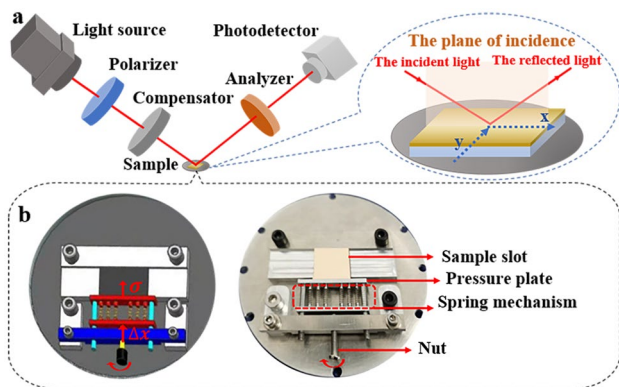 a
Light source
Photodetector
Polarizer
Analyzer
Compensator
Sample
The plane of incidence
The incident light
The reflected light
x
y
b
σ
Δx
Sample slot
Pressure plate
Spring mechanism
Nut